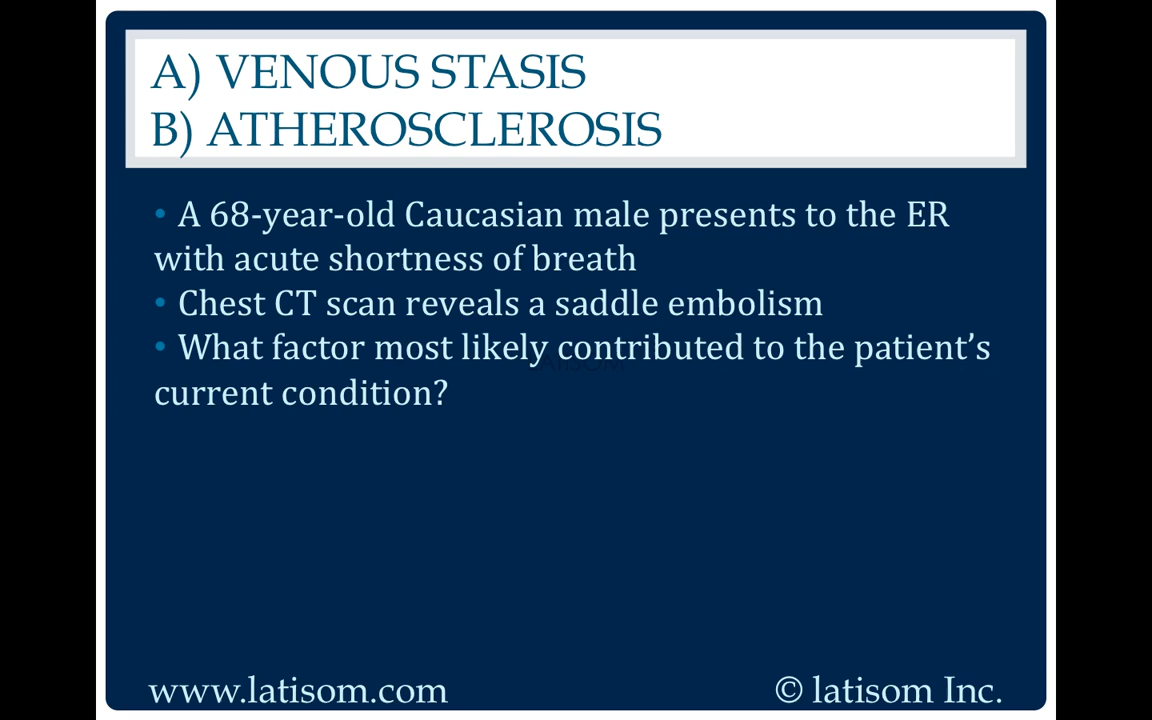 A) VENOUS STASIS
B) ATHEROSCLEROSIS
• A 68-year-old Caucasian male presents to the ER
with acute shortness of breath
• Chest CT scan reveals a saddle embolism
• What factor most likely contributed to the patient’s
current condition?
www.latisom.com
© latisom Inc.